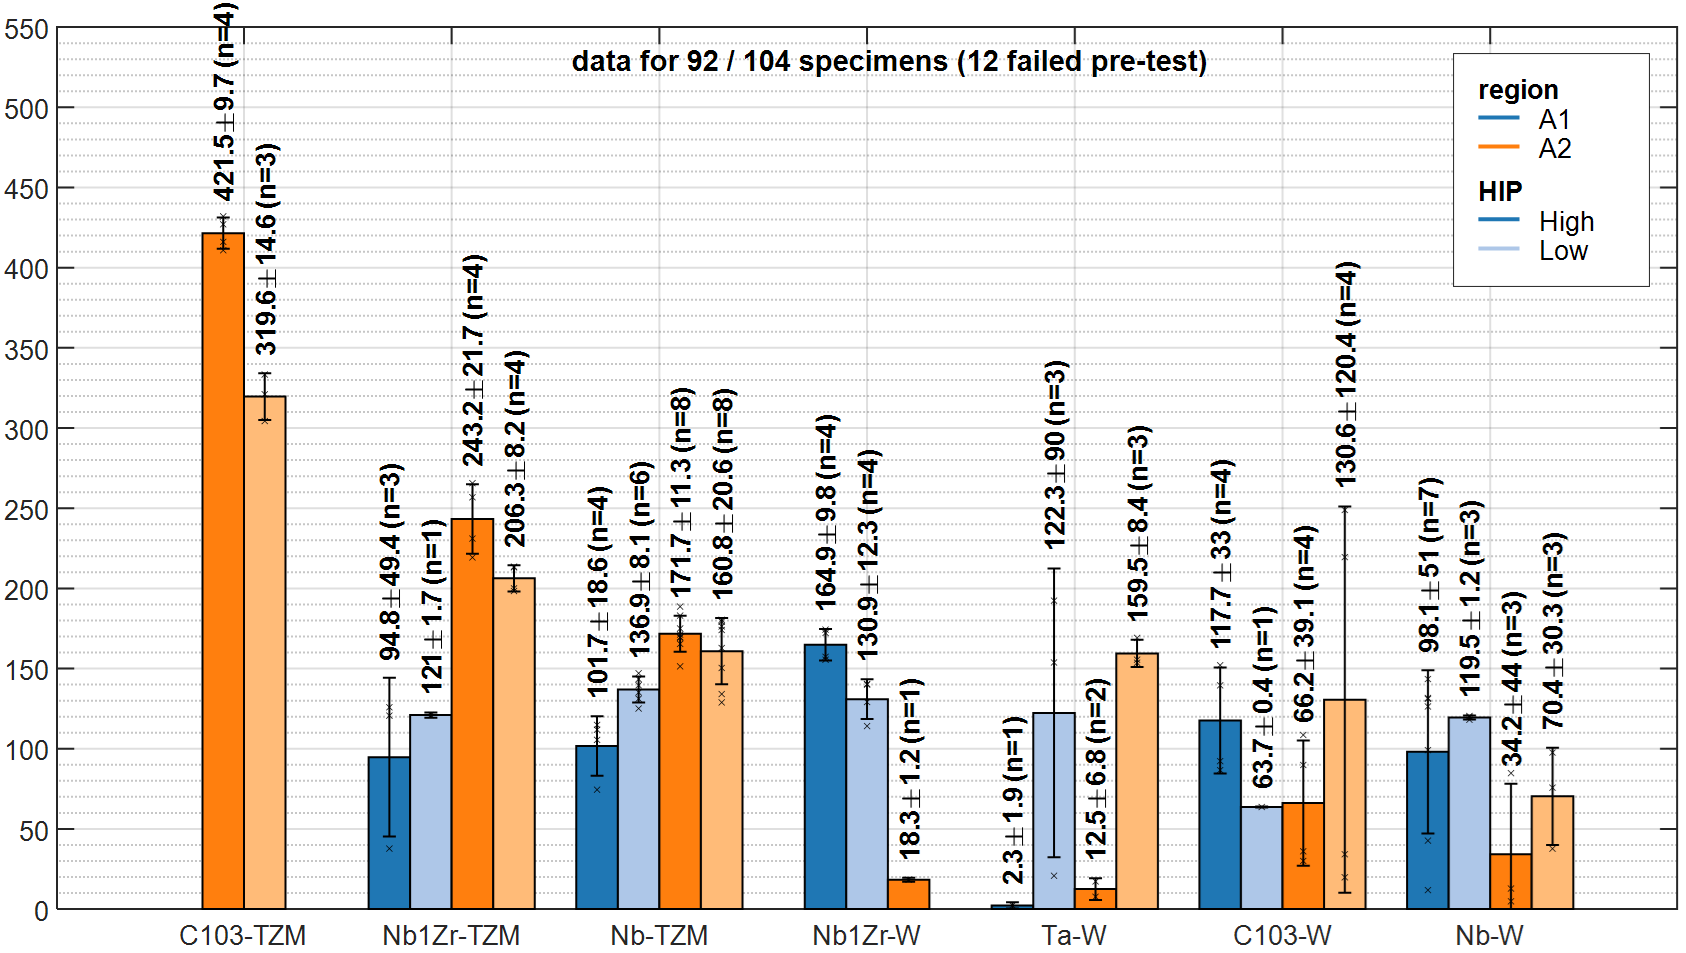 data for 92 / 104 specimens (12 failed pre-test)
region
A1
A2
HIP
High
Low
550
500
450
400
350
300
250
200
150
100
50
0
421.5±9.7 (n=4)
319.6±14.6 (n=3)
94.8±49.4 (n=3)
121±1.7 (n=1)
243.2±21.7 (n=4)
206.3±8.2 (n=4)
101.7±18.6 (n=4)
136.9±8.1 (n=6)
171.7±11.3 (n=8)
160.8±20.6 (n=8)
164.9±9.8 (n=4)
130.9±12.3 (n=4)
18.3±1.2 (n=1)
2.3±1.9 (n=1)
122.3±90 (n=3)
12.5±6.8 (n=2)
159.5±8.4 (n=3)
117.7±33 (n=4)
63.7±0.4 (n=1)
66.2±39.1 (n=4)
130.6±120.4 (n=4)
98.1±51 (n=7)
119.5±1.2 (n=3)
34.2±44 (n=3)
70.4±30.3 (n=3)
C103-TZM
Nb1Zr-TZM
Nb-TZM
Nb1Zr-W
Ta-W
C103-W
Nb-W